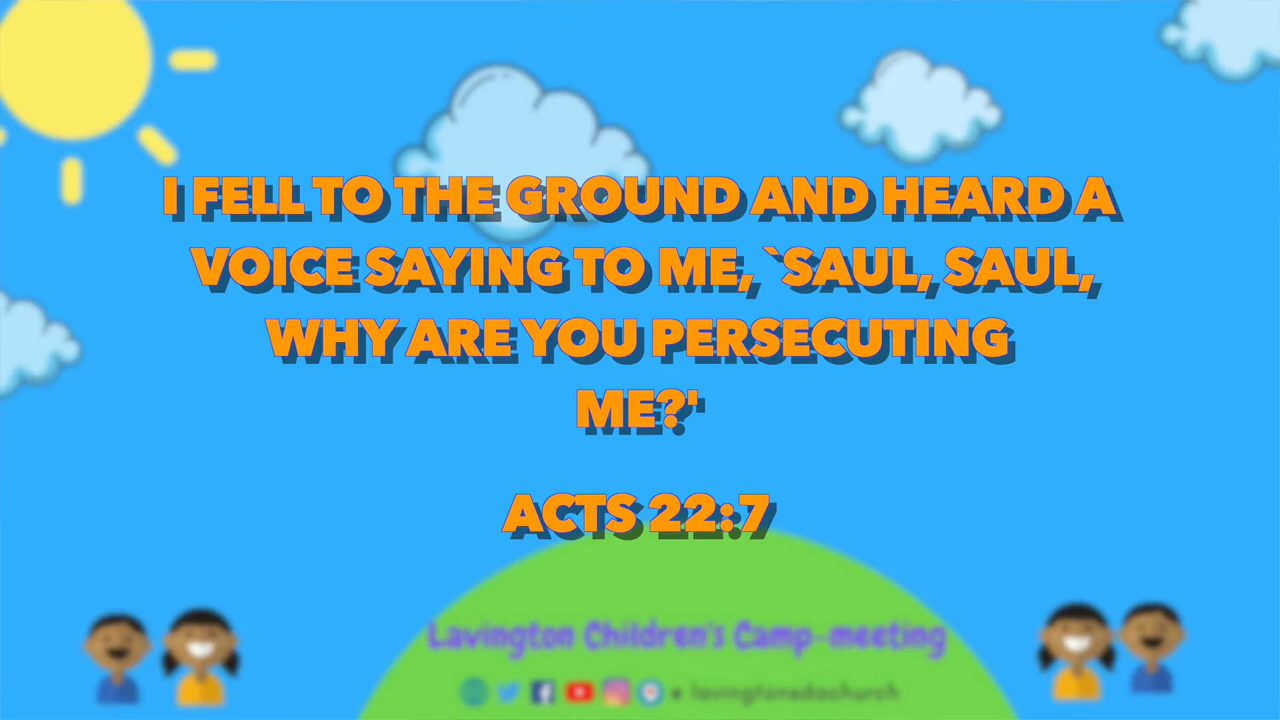 I FELL TO THE GROUND AND HEARD A
VOICE SAYING TO ME, `SAUL, SAUL,
WHY ARE YOU PERSECUTING
ME?'
ACTS 22:7
Lavington Children's Camp-meeting
lavingtonsdachurch